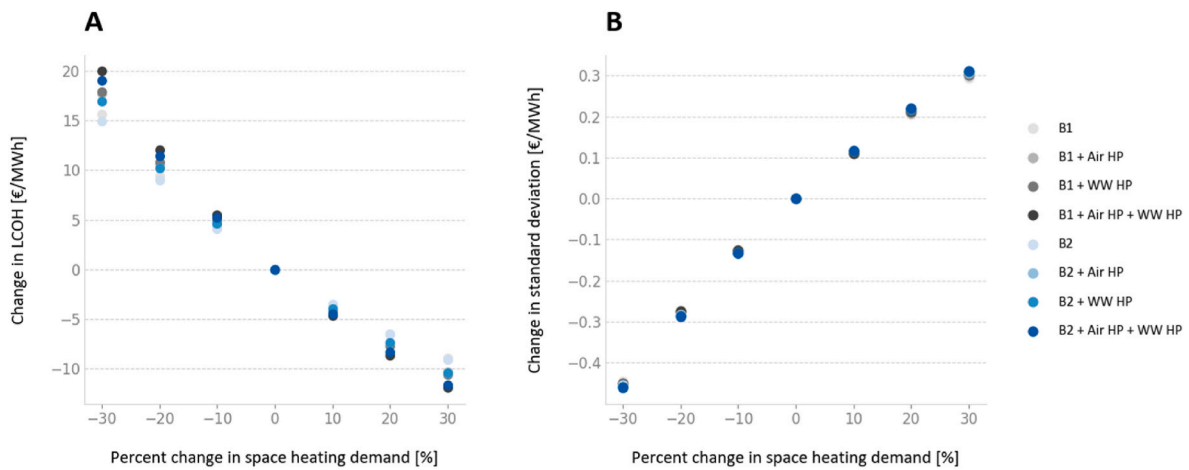 A
B
Change in LCOH [€/MWh]
20
15
10
5
0
−5
−10
−30
−20
−10
0
10
20
30
Percent change in space heating demand [%]
Change in standard deviation [€/MWh]
0.3
0.2
0.1
0.0
−0.1
−0.2
−0.3
−0.4
−30
−20
−10
0
10
20
30
Percent change in space heating demand [%]
B1
B1 + Air HP
B1 + WW HP
B1 + Air HP + WW HP
B2
B2 + Air HP
B2 + WW HP
B2 + Air HP + WW HP